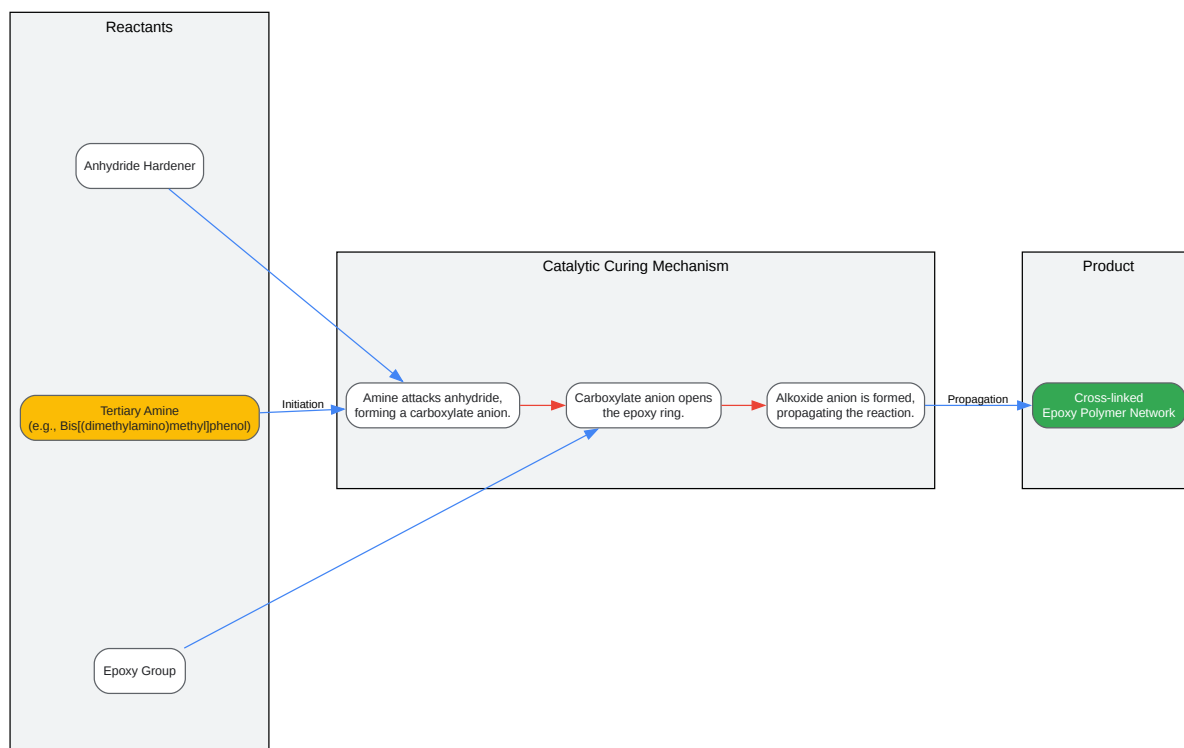 Reactants
Anhydride Hardener
Tertiary Amine
(e.g., Bis[(dimethylamino)methyl]phenol)
Epoxy Group
Initiation
Catalytic Curing Mechanism
Amine attacks anhydride,
forming a carboxylate anion.
Carboxylate anion opens
the epoxy ring.
Alkoxide anion is formed,
propagating the reaction.
Propagation
Product
Cross-linked
Epoxy Polymer Network